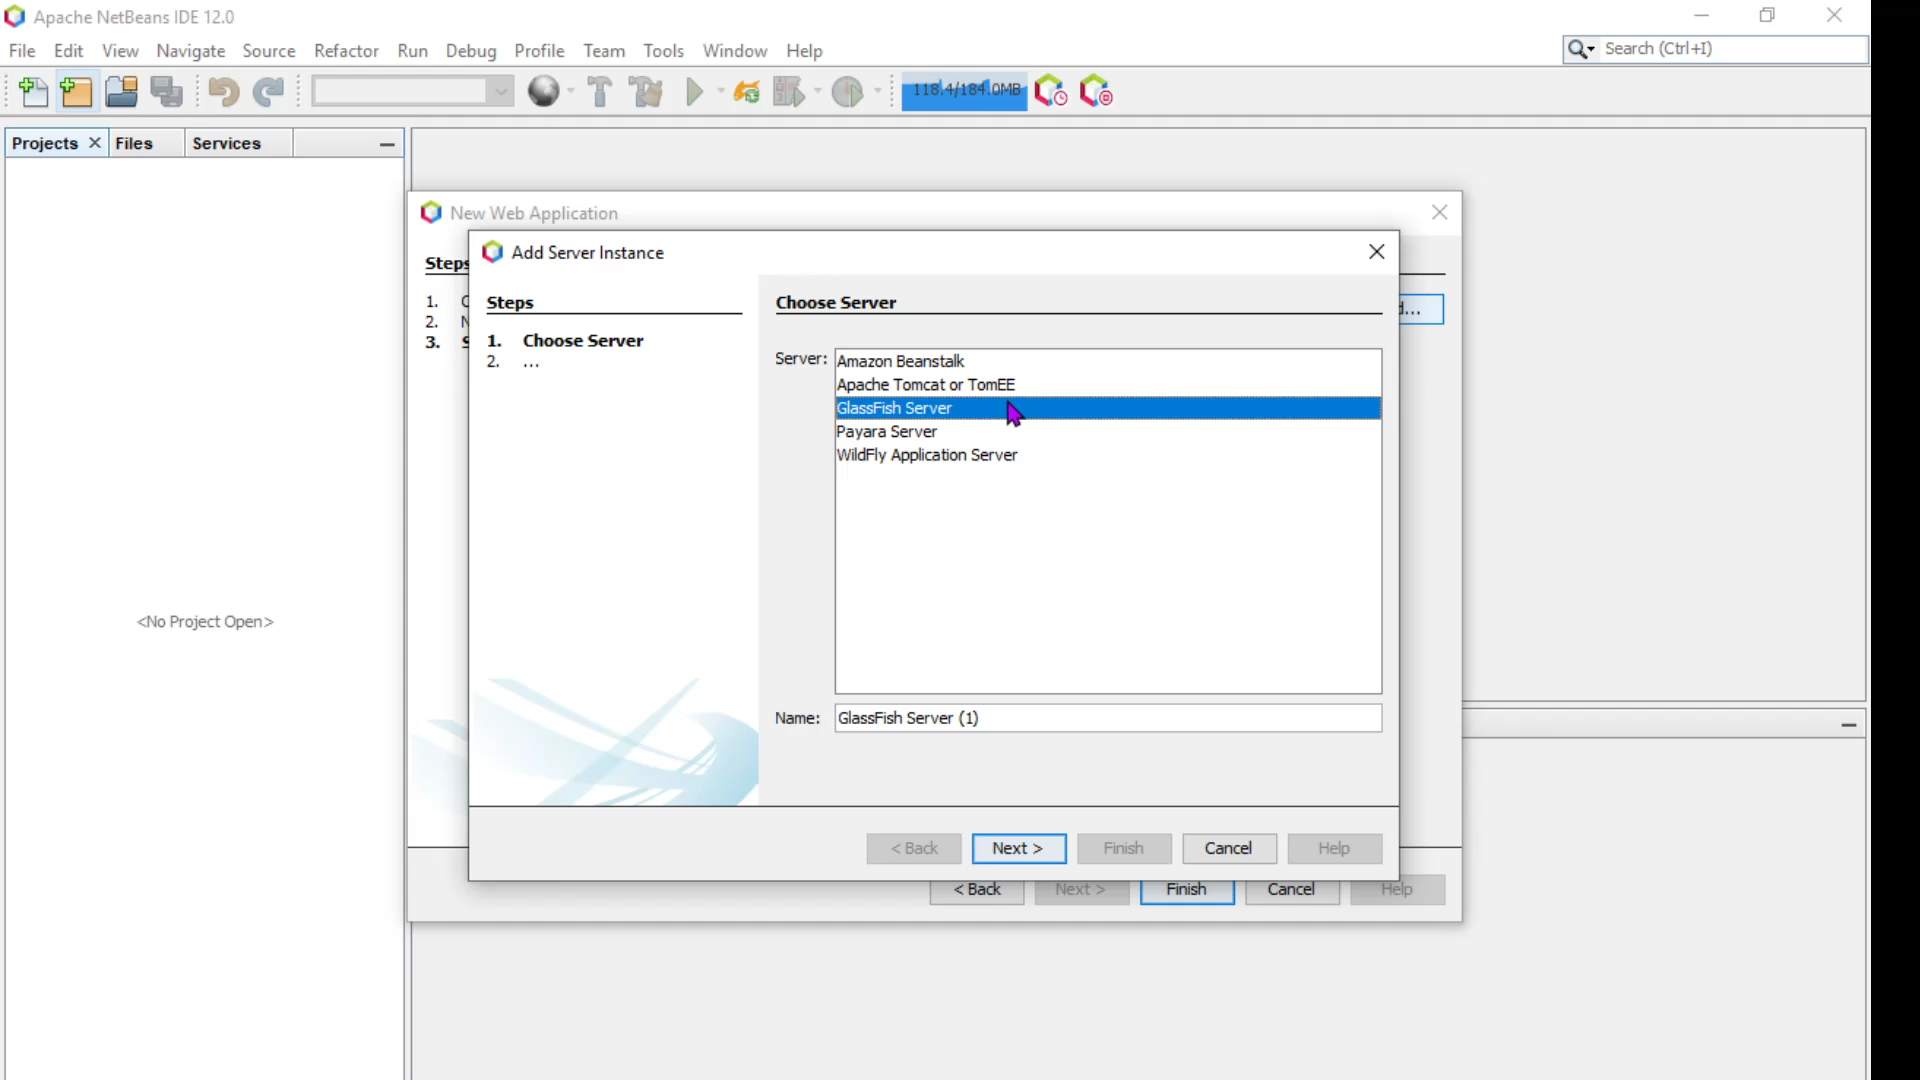 Apache NetBeans IDE 12.0
File Edit View Navigate Source Refactor Run Debug Profile Team Tools Window Help
Search (Ctrl+I)
118.4/184.0MB
Projects Files Services
<No Project Open>
New Web Application
Steps
1. C
2. N
3. S
d...
Add Server Instance
Steps
1. Choose Server
2. ...
Choose Server
Server:
Amazon Beanstalk
Apache Tomcat or TomEE
GlassFish Server
Payara Server
WildFly Application Server
Name: GlassFish Server (1)
< Back Next > Finish Cancel Help
< Back Next > Finish Cancel Help